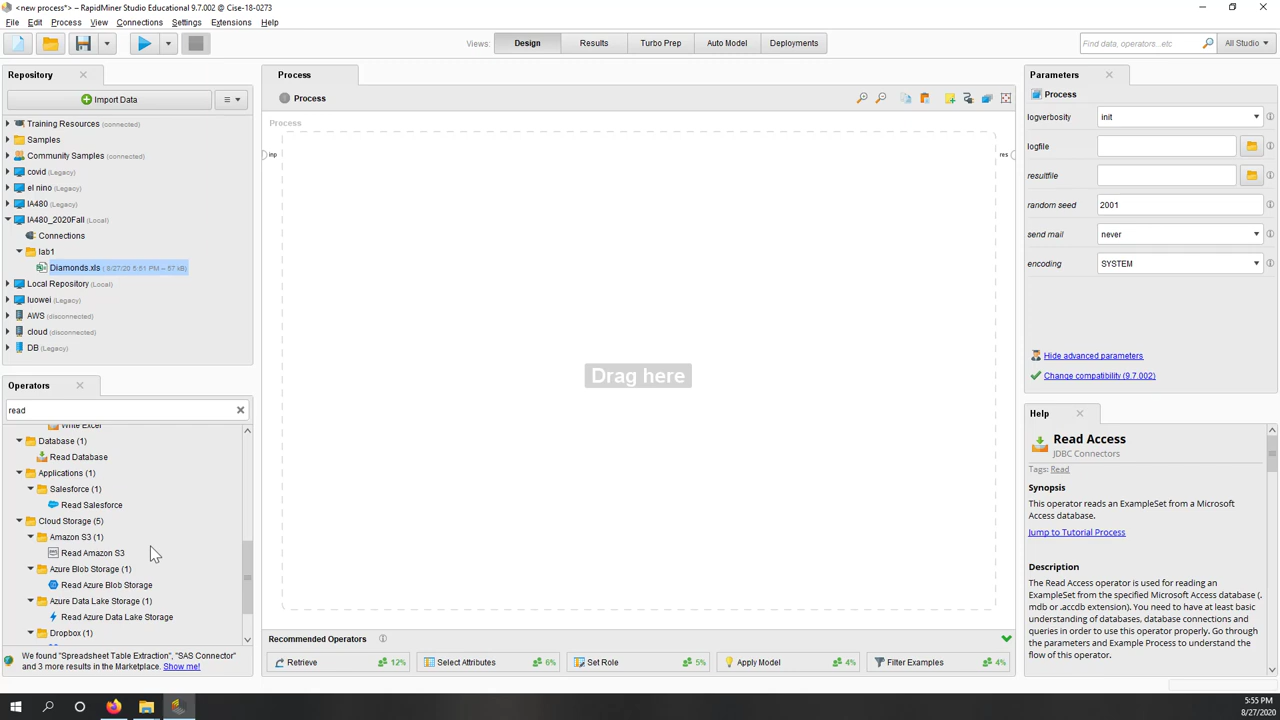 <new process*> – RapidMiner Studio Educational 9.7.002 @ Cise-18-0273
File Edit Process View Connections Settings Extensions Help
Views: Design Results Turbo Prep Auto Model Deployments Find data, operators...etc All Studio
Repository
Import Data
Training Resources (connected)
Samples
Community Samples (connected)
covid (Legacy)
el nino (Legacy)
IA480 (Legacy)
IA480_2020Fall (Local)
Connections
lab1
Diamonds.xls ( 8/27/20 5:51 PM – 57 kB)
Local Repository (Local)
luowei (Legacy)
AWS (disconnected)
cloud (disconnected)
DB (Legacy)
Operators
read
Write Excel
Database (1)
Read Database
Applications (1)
Salesforce (1)
Read Salesforce
Cloud Storage (5)
Amazon S3 (1)
Read Amazon S3
Azure Blob Storage (1)
Read Azure Blob Storage
Azure Data Lake Storage (1)
Read Azure Data Lake Storage
Dropbox (1)
We found "Spreadsheet Table Extraction", "SAS Connector"
and 3 more results in the Marketplace. Show me!
Process
Process
Process
inp
res
Drag here
Recommended Operators
Retrieve 12% Select Attributes 6% Set Role 5% Apply Model 4% Filter Examples 4%
Parameters
Process
logverbosity init
logfile
resultfile
random seed 2001
send mail never
encoding SYSTEM
Hide advanced parameters
Change compatibility (9.7.002)
Help
Read Access
JDBC Connectors
Tags: Read
Synopsis
This operator reads an ExampleSet from a Microsoft
Access database.
Jump to Tutorial Process
Description
The Read Access operator is used for reading an
ExampleSet from the specified Microsoft Access database (.
mdb or .accdb extension). You need to have at least basic
understanding of databases, database connections and
queries in order to use this operator properly. Go through
the parameters and Example Process to understand the
flow of this operator.
5:55 PM
8/27/2020